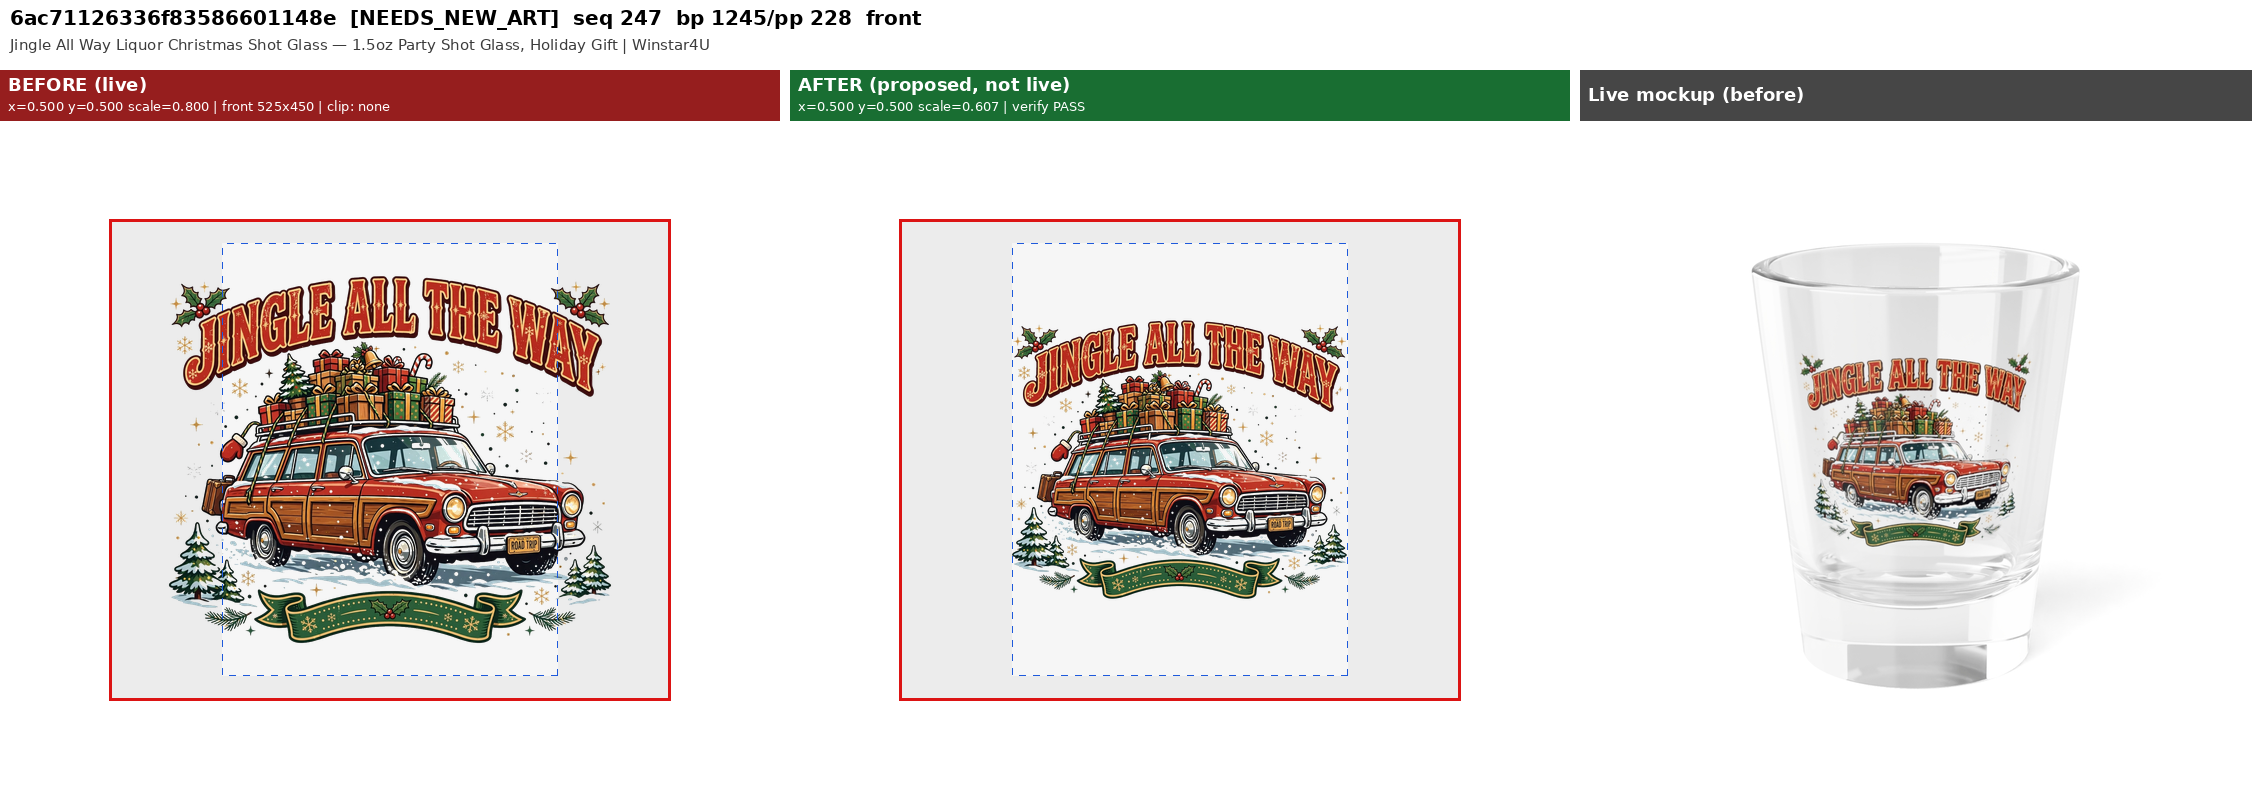 6ac71126336f83586601148e [NEEDS_NEW_ART] seq 247 bp 1245/pp 228 front
Jingle All Way Liquor Christmas Shot Glass — 1.5oz Party Shot Glass, Holiday Gift | Winstar4U
BEFORE (live)
x=0.500 y=0.500 scale=0.800 | front 525x450 | clip: none
AFTER (proposed, not live)
x=0.500 y=0.500 scale=0.607 | verify PASS
Live mockup (before)
JINGLE ALL THE WAY
ROAD TRIP
JINGLE ALL THE WAY
ROAD TRIP
JINGLE ALL THE WAY